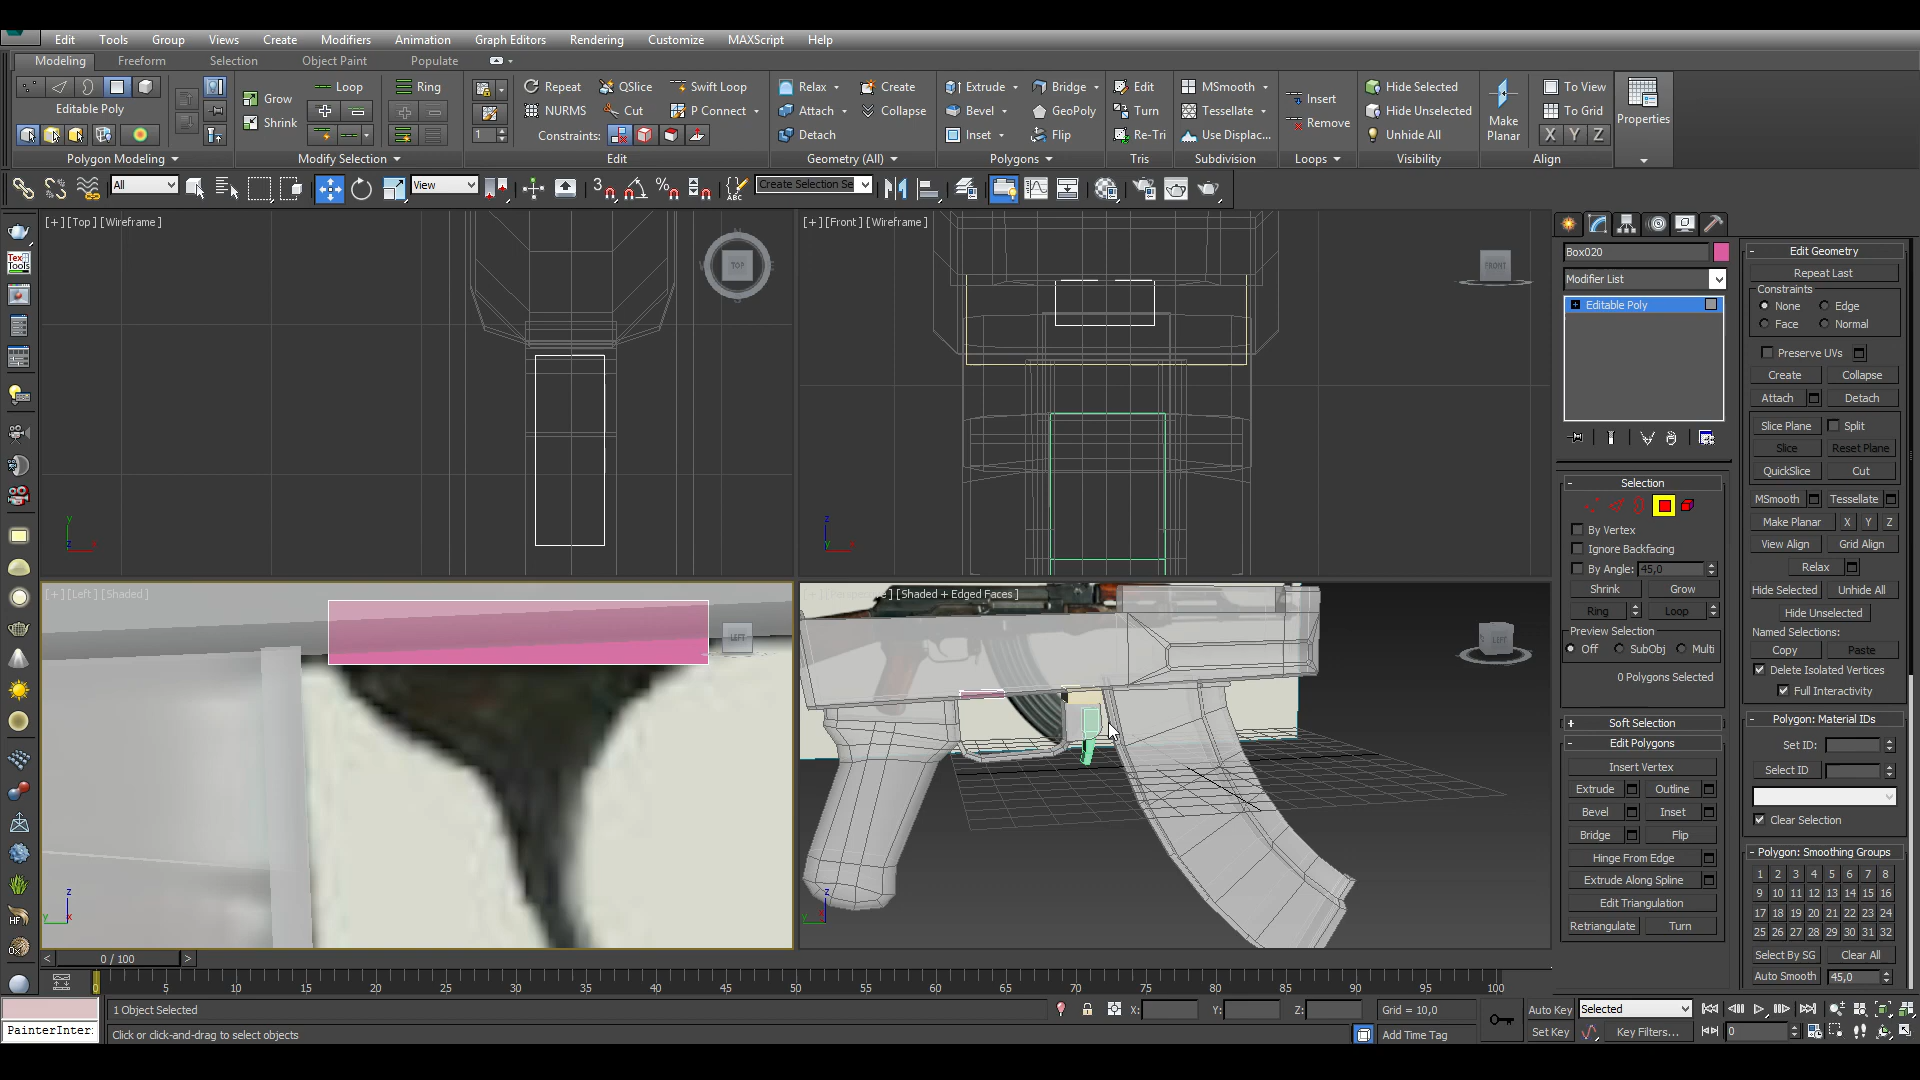 Edit Tools Group Views Create Modifiers Animation Graph Editors Rendering Customize MAXScript Help
Modeling Freeform Selection Object Paint Populate
Grow Loop Ring Repeat QSlice Swift Loop Relax Create Extrude Bridge Edit MSmooth Insert Hide Selected To View
Editable Poly Shrink NURMS Cut P Connect Attach Collapse Bevel GeoPoly Turn Tessellate Remove Hide Unselected To Grid Make Planar Properties
1 Constraints: Detach Inset Flip Re-Tri Use Displac... Unhide All X Y Z
Polygon Modeling Modify Selection Edit Geometry (All) Polygons Tris Subdivision Loops Visibility Align
All View 3 ABC Create Selection Se
[+] [Top] [Wireframe]
TOP
[+] [Front] [Wireframe]
FRONT
[+] [Left] [Shaded]
LEFT
[Shaded + Edged Faces]
LEFT
Tex Tools
HF
Box020
Modifier List
Editable Poly
Selection
By Vertex
Ignore Backfacing
By Angle: 45,0
Shrink Grow
Ring Loop
Preview Selection
Off SubObj Multi
0 Polygons Selected
Soft Selection
Edit Polygons
Insert Vertex
Extrude Outline
Bevel Inset
Bridge Flip
Hinge From Edge
Extrude Along Spline
Edit Triangulation
Retriangulate Turn
Edit Geometry
Repeat Last
Constraints
None Edge
Face Normal
Preserve UVs
Create Collapse
Attach Detach
Slice Plane Split
Slice Reset Plane
QuickSlice Cut
MSmooth Tessellate
Make Planar X Y Z
View Align Grid Align
Relax
Hide Selected Unhide All
Hide Unselected
Named Selections:
Copy Paste
Delete Isolated Vertices
Full Interactivity
Polygon: Material IDs
Set ID:
Select ID
Clear Selection
Polygon: Smoothing Groups
1 2 3 4 5 6 7 8
9 10 11 12 13 14 15 16
17 18 19 20 21 22 23 24
25 26 27 28 29 30 31 32
Select By SG Clear All
Auto Smooth 45,0
< 0 / 100 >
0 5 10 15 20 25 30 35 40 45 50 55 60 65 70 75 80 85 90 95 100
1 Object Selected X: Y: Z: Grid = 10,0 Auto Key Selected
PainterInter: Click or click-and-drag to select objects Add Time Tag Set Key Key Filters... 0